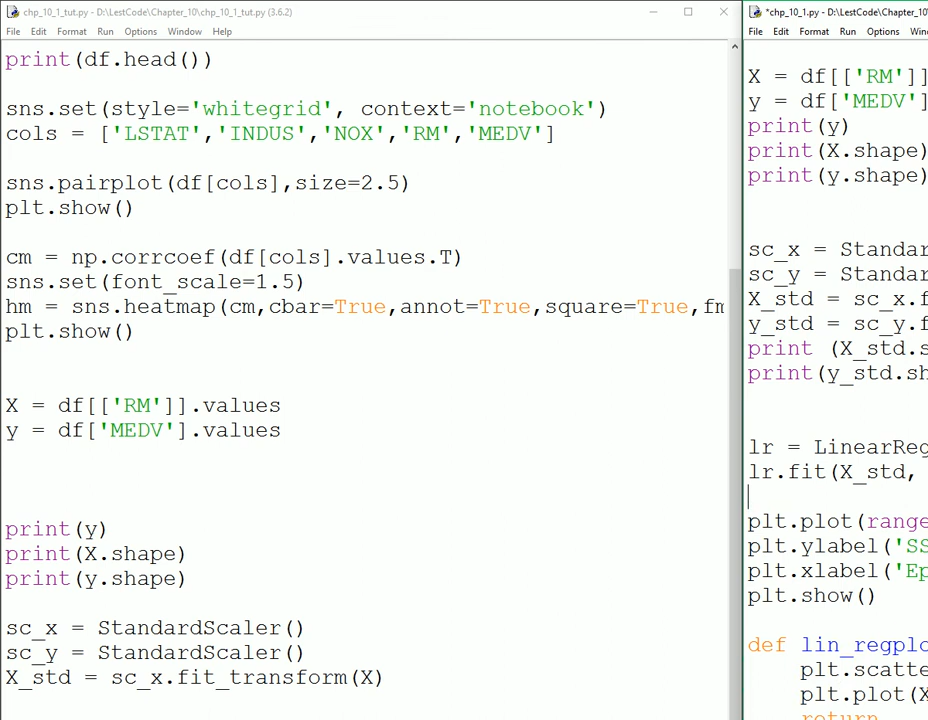 chp_10_1_tut.py - D:\LestCode\Chapter_10\chp_10_1_tut.py (3.6.2)
File Edit Format Run Options Window Help
print(df.head())
sns.set(style='whitegrid', context='notebook')
cols = ['LSTAT','INDUS','NOX','RM','MEDV']
sns.pairplot(df[cols],size=2.5)
plt.show()
cm = np.corrcoef(df[cols].values.T)
sns.set(font_scale=1.5)
hm = sns.heatmap(cm,cbar=True,annot=True,square=True,fm
plt.show()
X = df[['RM']].values
y = df['MEDV'].values
print(y)
print(X.shape)
print(y.shape)
sc_x = StandardScaler()
sc_y = StandardScaler()
X_std = sc_x.fit_transform(X)
*chp_10_1.py - D:\LestCode\Chapter_10\
File Edit Format Run Options Win
X = df[['RM']]
y = df['MEDV'
print(y)
print(X.shape)
print(y.shape)
sc_x = Standar
sc_y = Standar
X_std = sc_x.f
y_std = sc_y.f
print (X_std.s
print(y_std.sh
lr = LinearReg
lr.fit(X_std,
plt.plot(range
plt.ylabel('SS
plt.xlabel('Ep
plt.show()
def lin_regplo
plt.scatte
plt.plot(X
return